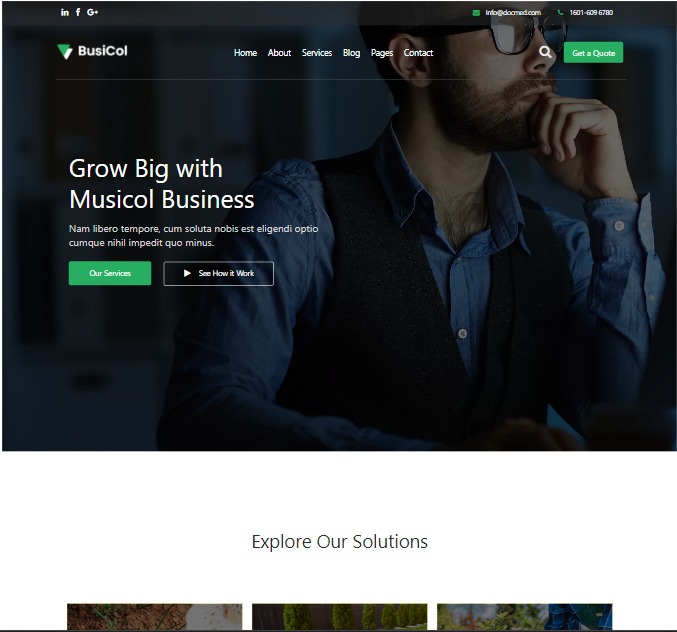 in f G+ info@docmed.com 1601-609 6780
BusiCol Home About Services Blog Pages Contact Get a Quote
Grow Big with
Musicol Business
Nam libero tempore, cum soluta nobis est eligendi optio
cumque nihil impedit quo minus.
Our Services See How it Work
Explore Our Solutions